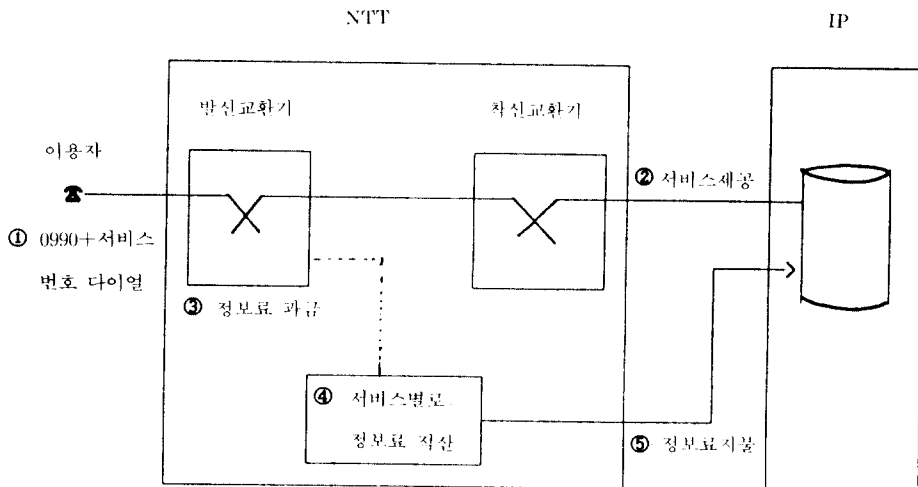 NTT
IP
발신교환기
착신교환기
이용자
② 서비스제공
① 0990+서비스
번호 다이얼
③ 정보료 과금
④ 서비스별로
정보료 적산
⑤ 정보료지불